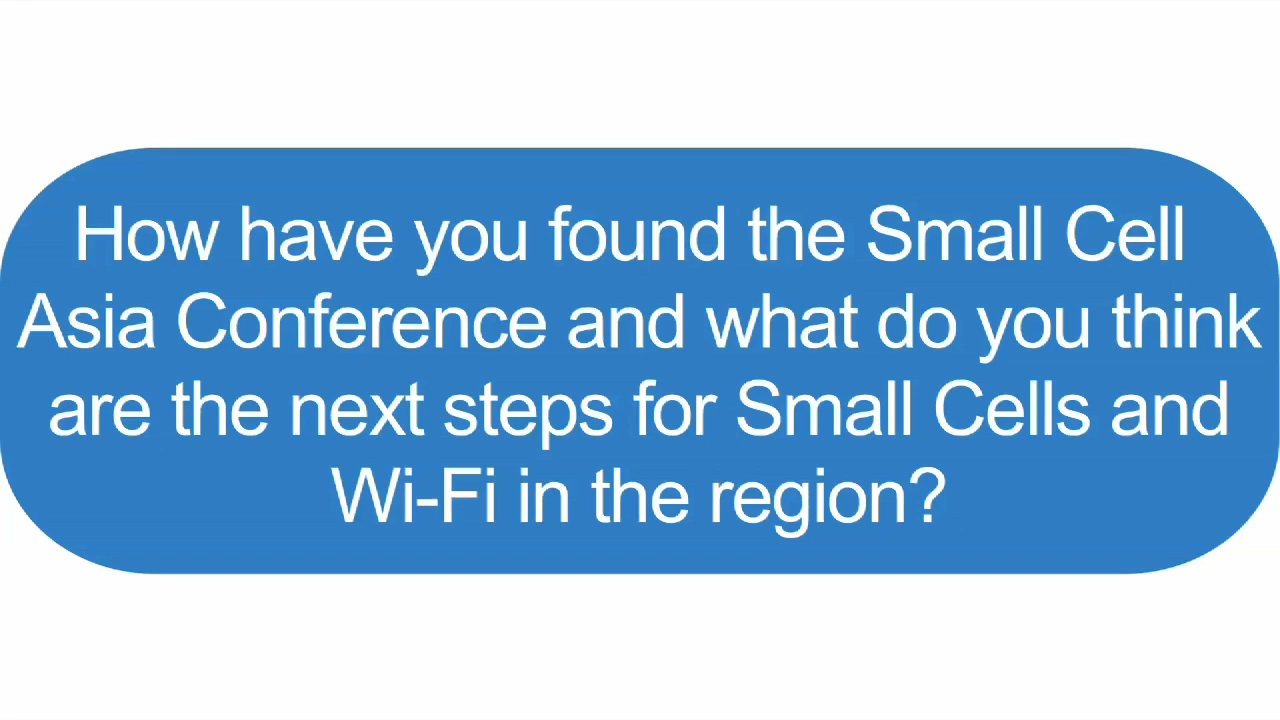 How have you found the Small Cell
Asia Conference and what do you think
are the next steps for Small Cells and
Wi-Fi in the region?